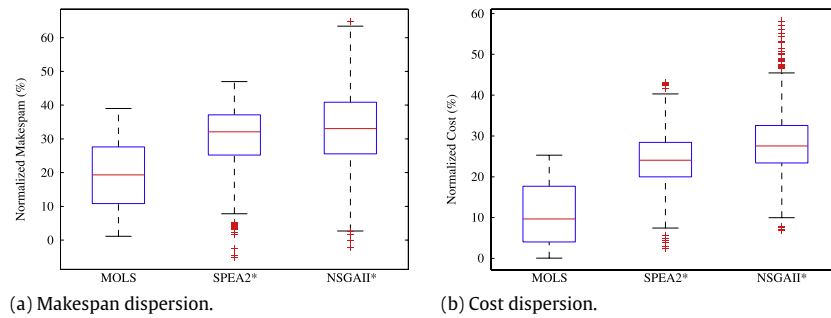 Normalized Makespam (%)
60
50
40
30
20
10
0
MOLS SPEA2* NSGAII*
(a) Makespan dispersion.
Normalized Cost (%)
60
50
40
30
20
10
0
MOLS SPEA2* NSGAII*
(b) Cost dispersion.